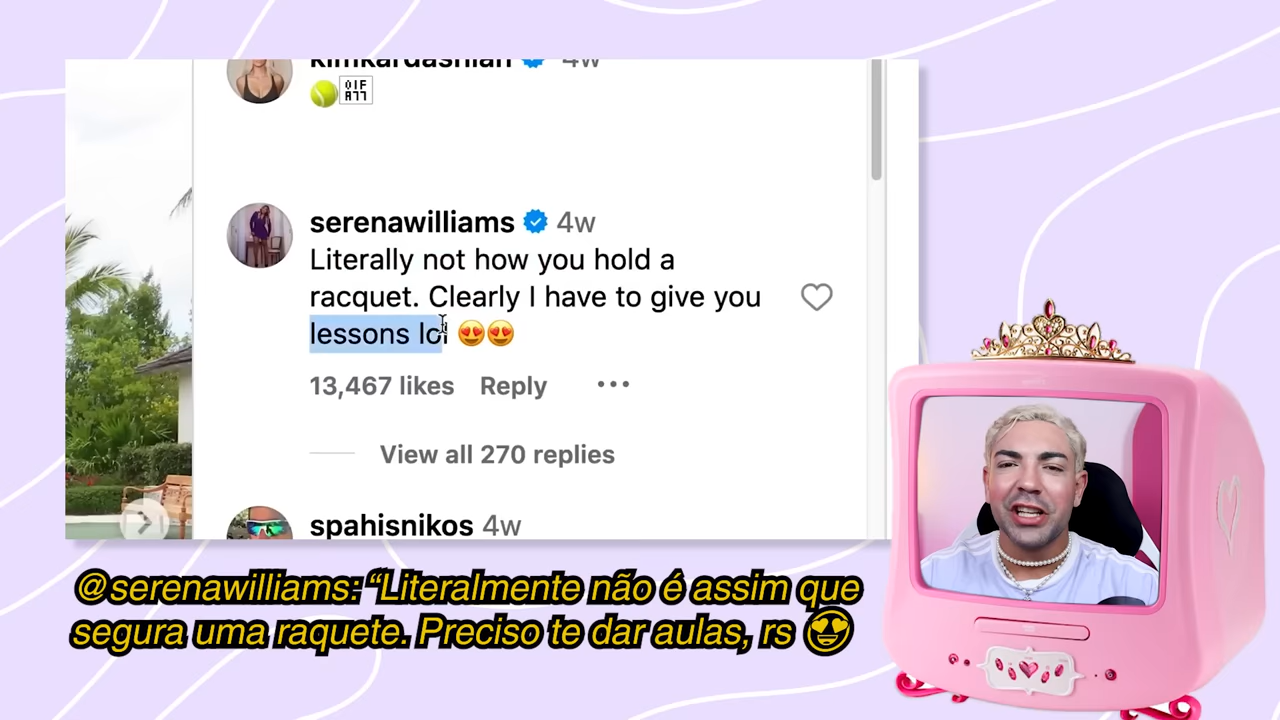 kimkardashian 4w
🎾
serenawilliams 4w
Literally not how you hold a
racquet. Clearly I have to give you
lessons lol 😍😍
13,467 likes Reply •••
View all 270 replies
spahisnikos 4w
@serenawilliams: “Literalmente não é assim que
segura uma raquete. Preciso te dar aulas, rs 😍